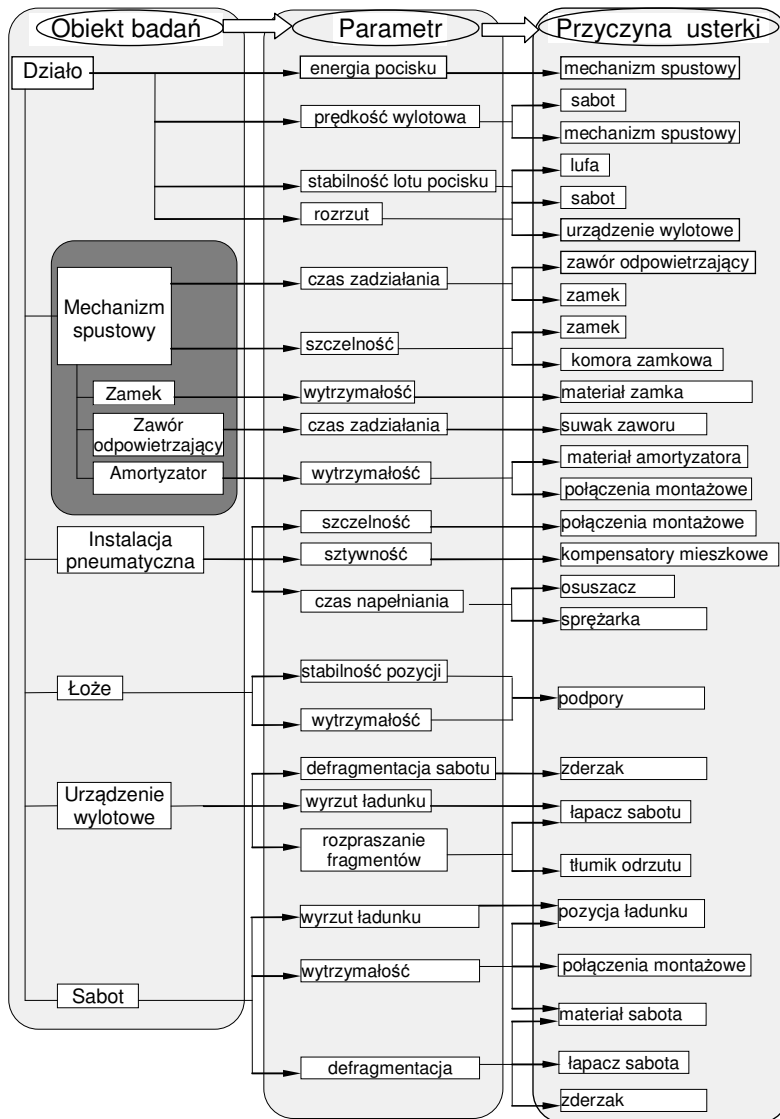 Obiekt badań
Parametr
Przyczyna usterki
Działo
energia pocisku
mechanizm spustowy
prędkość wylotowa
sabot
mechanizm spustowy
stabilność lotu pocisku
lufa
sabot
rozrzut
urządzenie wylotowe
Mechanizm
spustowy
czas zadziałania
zawór odpowietrzający
zamek
szczelność
zamek
komora zamkowa
Zamek
wytrzymałość
materiał zamka
Zawór
odpowietrzający
czas zadziałania
suwak zaworu
Amortyzator
wytrzymałość
materiał amortyzatora
połączenia montażowe
Instalacja
pneumatyczna
szczelność
połączenia montażowe
sztywność
kompensatory mieszkowe
czas napełniania
osuszacz
sprężarka
Łoże
stabilność pozycji
wytrzymałość
podpory
Urządzenie
wylotowe
defragmentacja sabotu
zderzak
wyrzut ładunku
łapacz sabotu
rozpraszanie
fragmentów
tłumik odrzutu
Sabot
wyrzut ładunku
pozycja ładunku
wytrzymałość
połączenia montażowe
materiał sabota
defragmentacja
łapacz sabota
zderzak